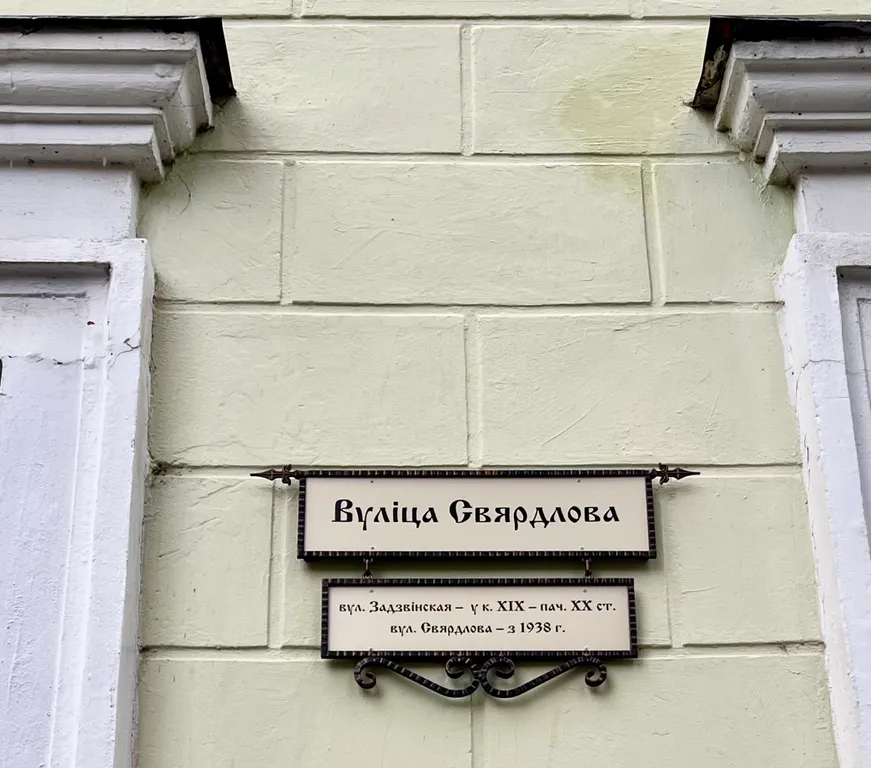 Вуліца Свярдлова
вул. Задзвінская – у к. XIX – пач. XX ст.
вул. Свярдлова – з 1938 г.